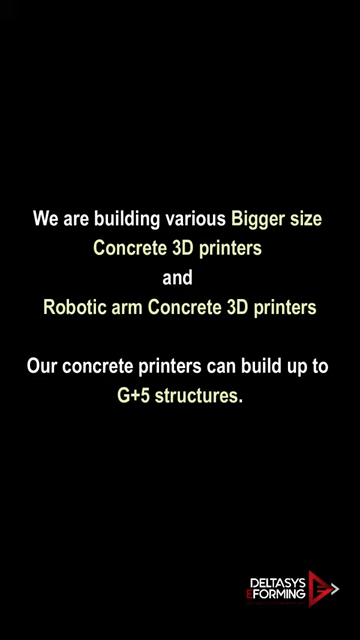 We are building various Bigger size
Concrete 3D printers
and
Robotic arm Concrete 3D printers
Our concrete printers can build up to
G+5 structures.
DELTASYS
E FORMING